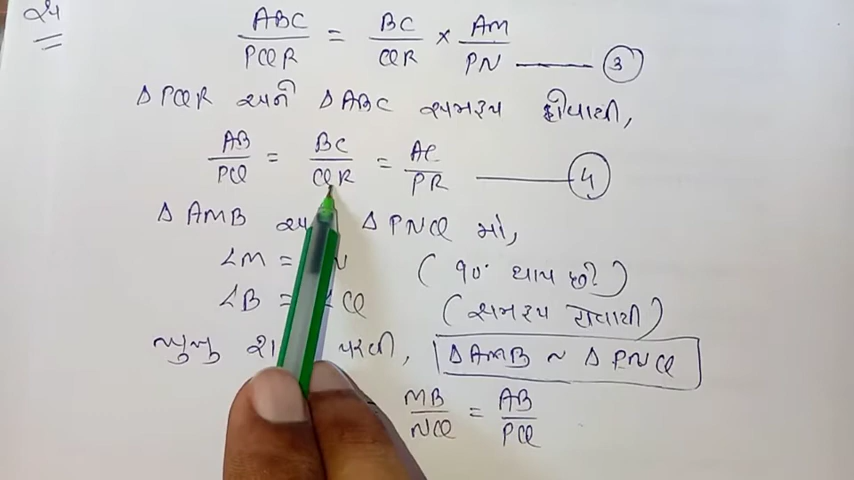 ABC/PQR = BC/QR × AM/PN —— (3)
Δ PQR અને Δ ABC સમરૂપ હોવાથી,
AB/PQ = BC/QR = AC/PR —— (4)
Δ AMB Δ PNQ માં,
∠M = N (90° થાય છે)
∠B = ∠Q (સમરૂપ હોવાથી)
પરથી, Δ AMB ~ Δ PNQ
MB/NQ = AB/PQ